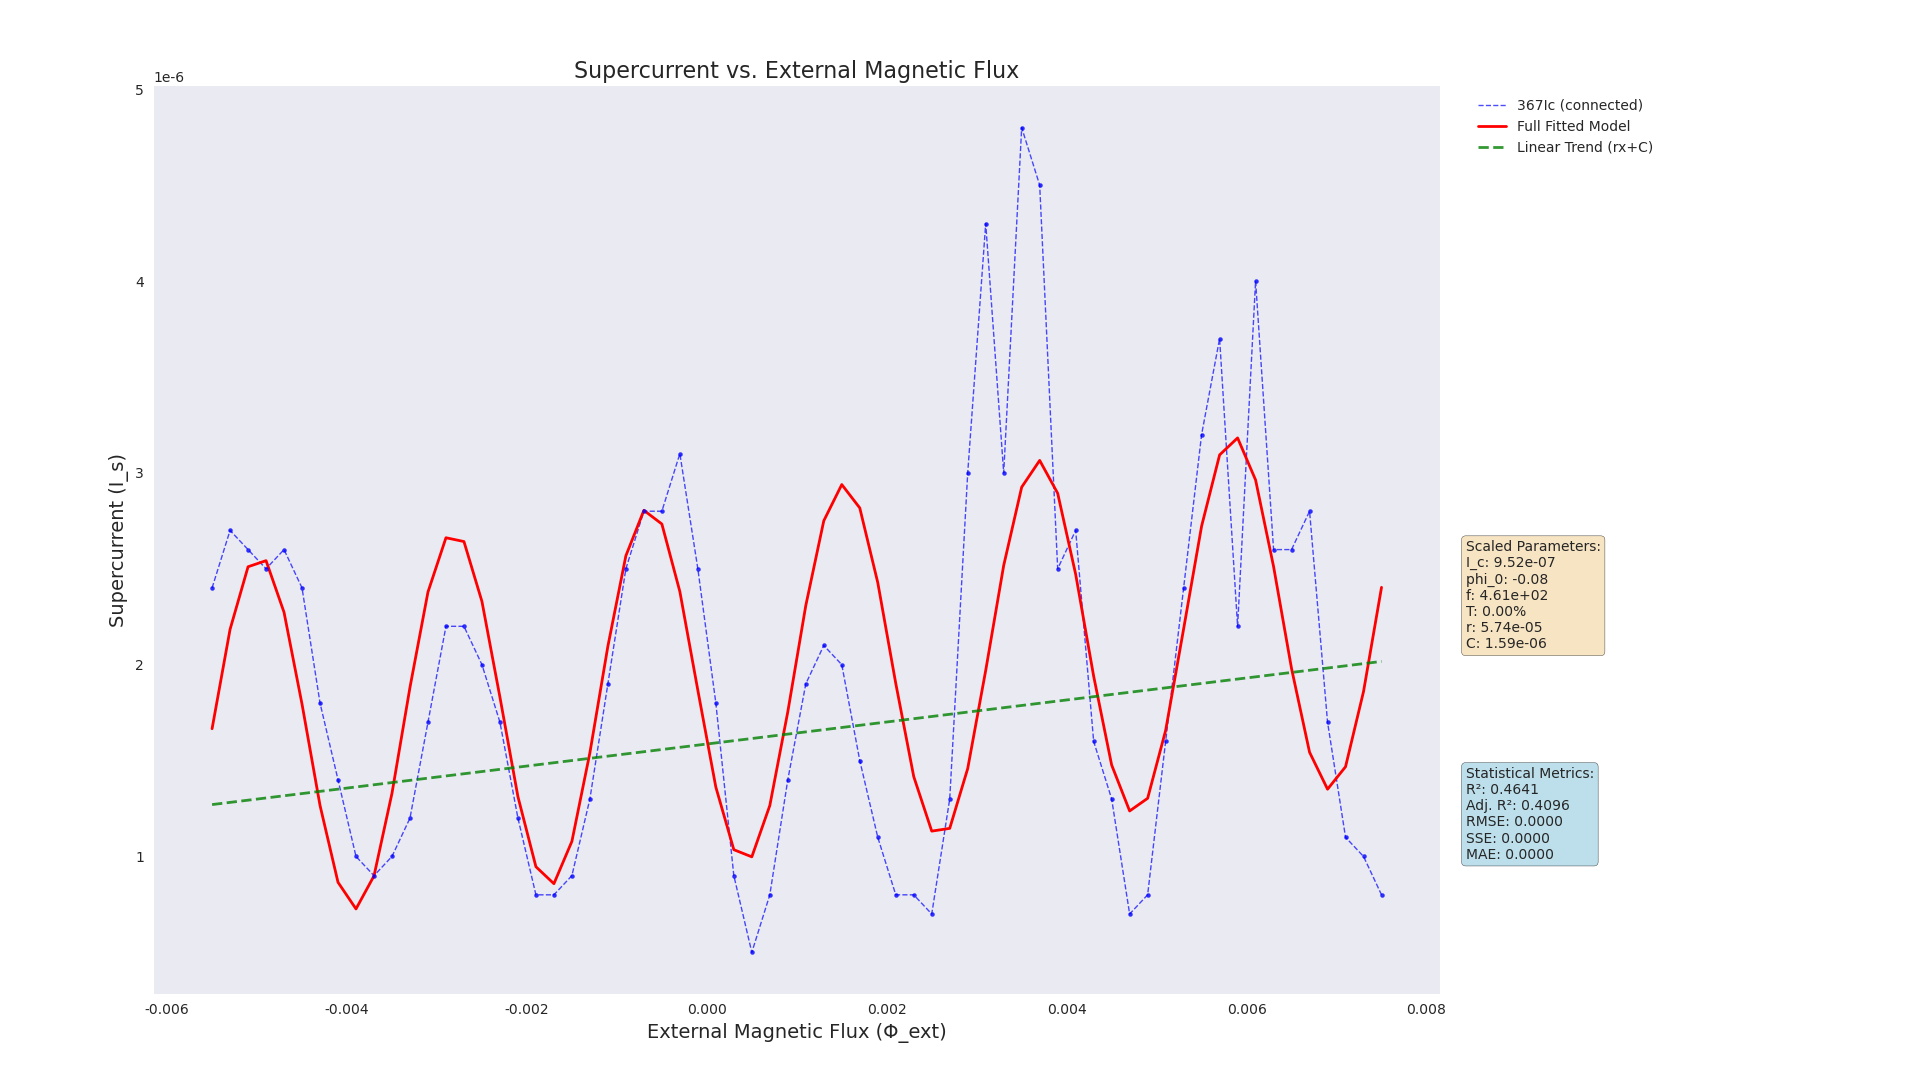 Supercurrent vs. External Magnetic Flux
1e-6
5
4
3
2
1
Supercurrent (I_s)
-0.006
-0.004
-0.002
0.000
0.002
0.004
0.006
0.008
External Magnetic Flux (Φ_ext)
367Ic (connected)
Full Fitted Model
Linear Trend (rx+C)
Scaled Parameters:
I_c: 9.52e-07
phi_0: -0.08
f: 4.61e+02
T: 0.00%
r: 5.74e-05
C: 1.59e-06
Statistical Metrics:
R²: 0.4641
Adj. R²: 0.4096
RMSE: 0.0000
SSE: 0.0000
MAE: 0.0000